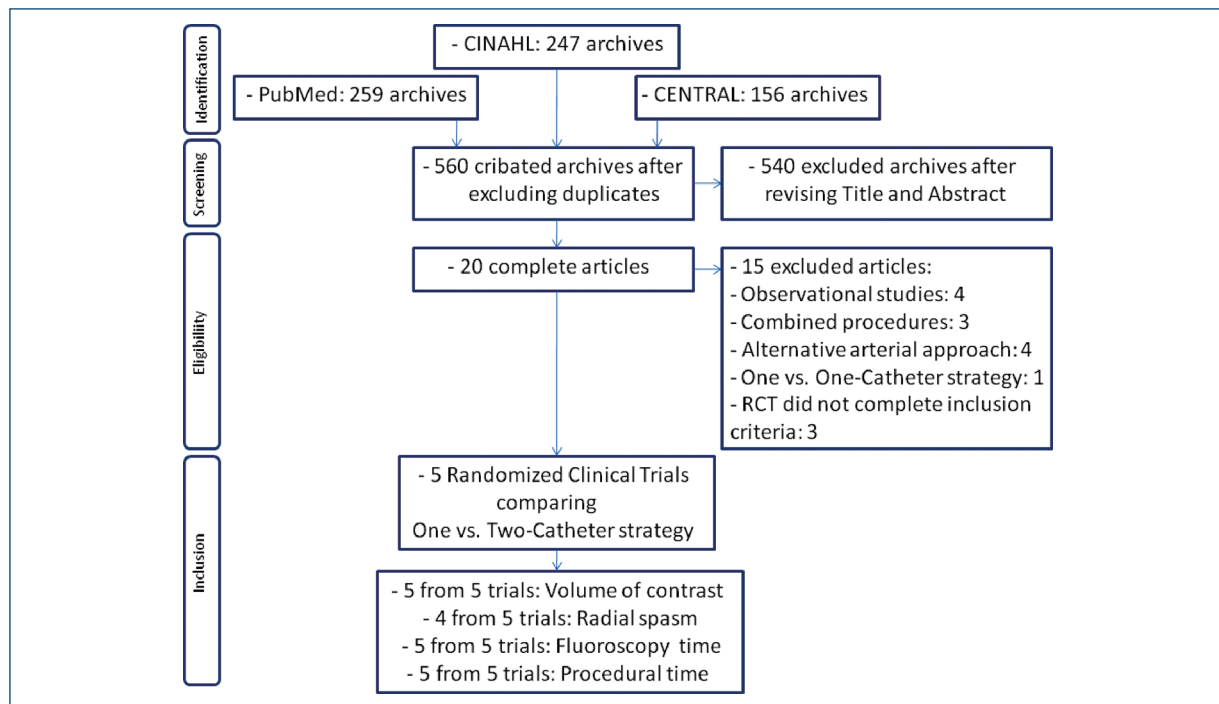 Identification
- CINAHL: 247 archives
- PubMed: 259 archives
- CENTRAL: 156 archives
Screening
- 560 cribated archives after
excluding duplicates
- 540 excluded archives after
revising Title and Abstract
Eligibility
- 20 complete articles
- 15 excluded articles:
- Observational studies: 4
- Combined procedures: 3
- Alternative arterial approach: 4
- One vs. One-Catheter strategy: 1
- RCT did not complete inclusion
criteria: 3
Inclusion
- 5 Randomized Clinical Trials
comparing
One vs. Two-Catheter strategy
- 5 from 5 trials: Volume of contrast
- 4 from 5 trials: Radial spasm
- 5 from 5 trials: Fluoroscopy time
- 5 from 5 trials: Procedural time